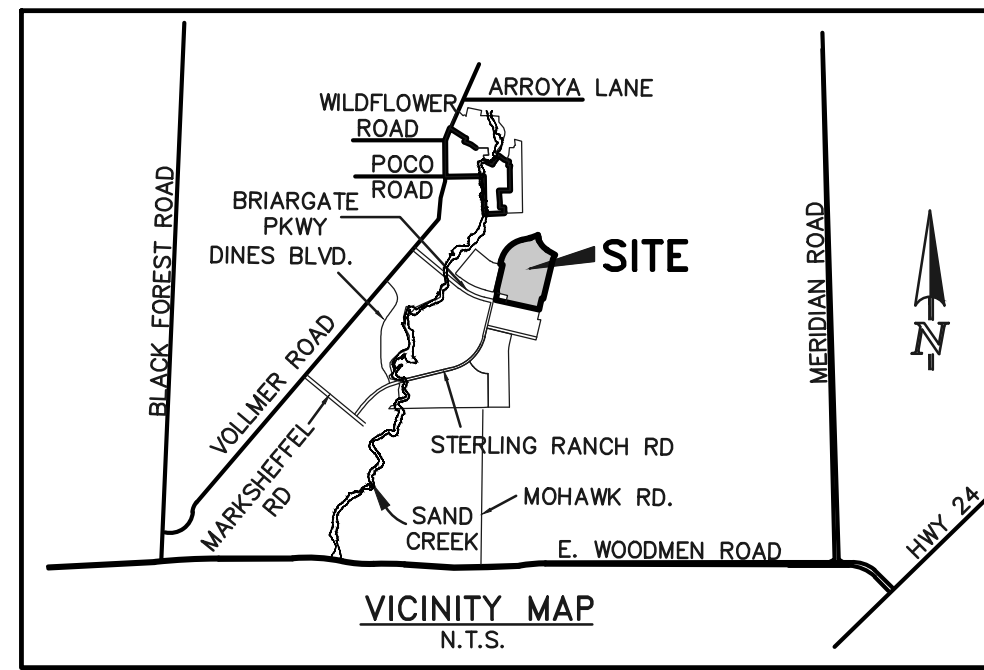 ARROYA LANE
WILDFLOWER
ROAD
POCO
ROAD
BRIARGATE
PKWY
DINES BLVD.
SITE
BLACK FOREST ROAD
MERIDIAN ROAD
N
VOLLMER ROAD
MARKSHEFFEL
RD
STERLING RANCH RD
MOHAWK RD.
SAND
CREEK
E. WOODMEN ROAD
HWY 24
VICINITY MAP
N.T.S.